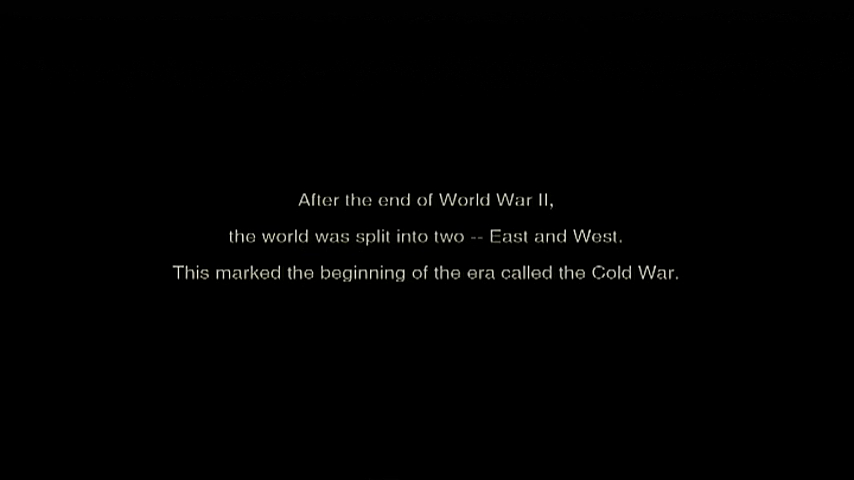 After the end of World War II,
the world was split into two -- East and West.
This marked the beginning of the era called the Cold War.